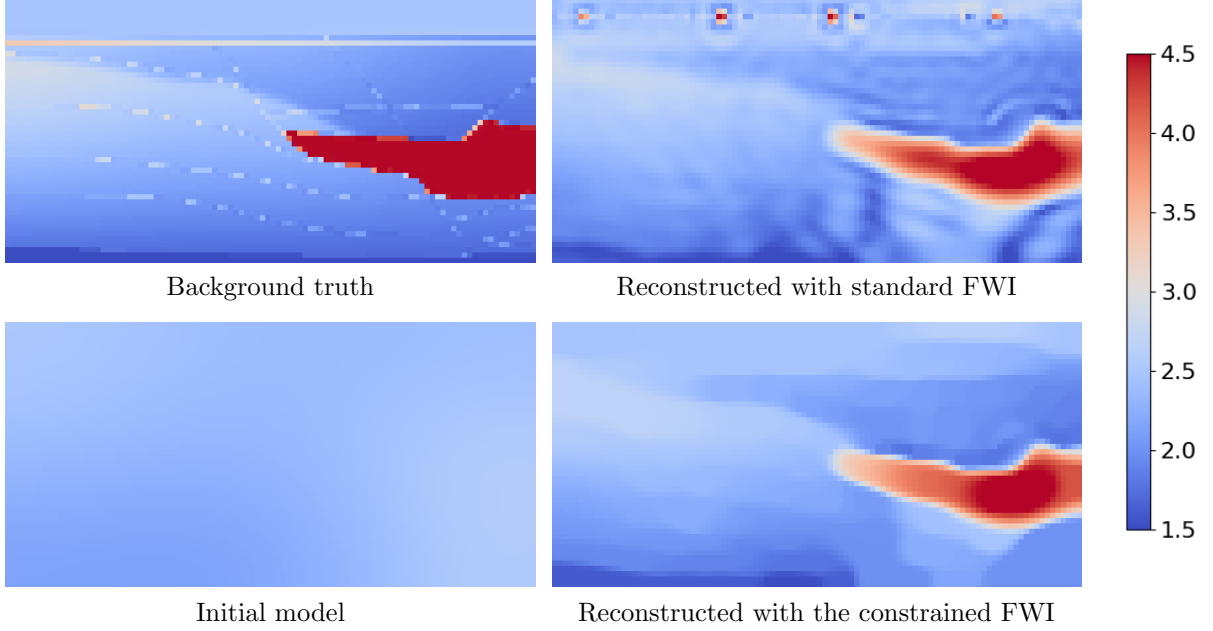 Background truth
Reconstructed with standard FWI
Initial model
Reconstructed with the constrained FWI
4.5
4.0
3.5
3.0
2.5
2.0
1.5